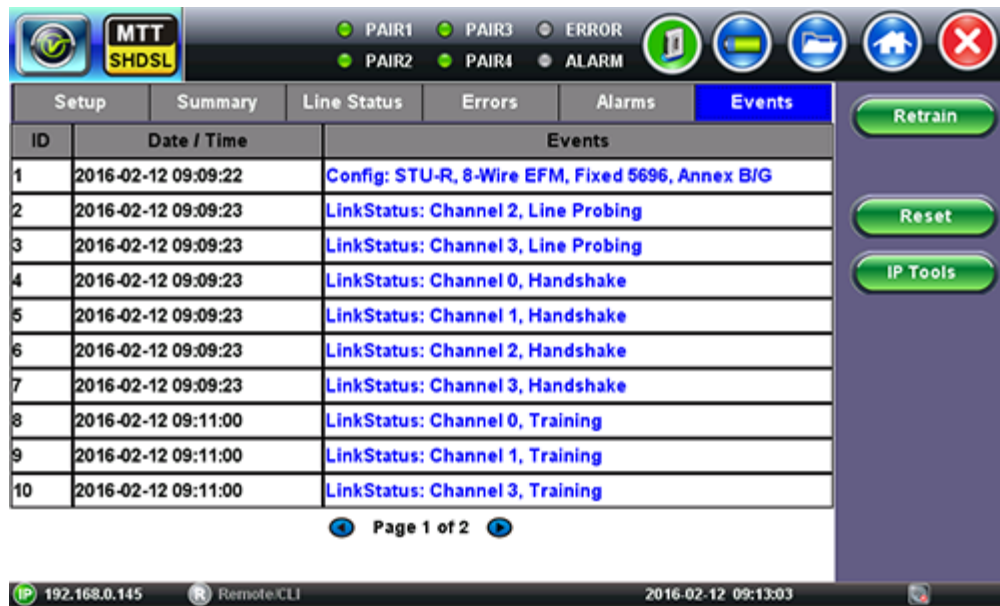 MTT
SHDSL
PAIR1 PAIR3 ERROR
PAIR2 PAIR4 ALARM
Setup Summary Line Status Errors Alarms Events
Retrain
ID Date / Time Events
1 2016-02-12 09:09:22 Config: STU-R, 8-Wire EFM, Fixed 5696, Annex B/G
2 2016-02-12 09:09:23 LinkStatus: Channel 2, Line Probing
Reset
3 2016-02-12 09:09:23 LinkStatus: Channel 3, Line Probing
IP Tools
4 2016-02-12 09:09:23 LinkStatus: Channel 0, Handshake
5 2016-02-12 09:09:23 LinkStatus: Channel 1, Handshake
6 2016-02-12 09:09:23 LinkStatus: Channel 2, Handshake
7 2016-02-12 09:09:23 LinkStatus: Channel 3, Handshake
8 2016-02-12 09:11:00 LinkStatus: Channel 0, Training
9 2016-02-12 09:11:00 LinkStatus: Channel 1, Training
10 2016-02-12 09:11:00 LinkStatus: Channel 3, Training
Page 1 of 2
IP 192.168.0.145 R Remote/CLI 2016-02-12 09:13:03